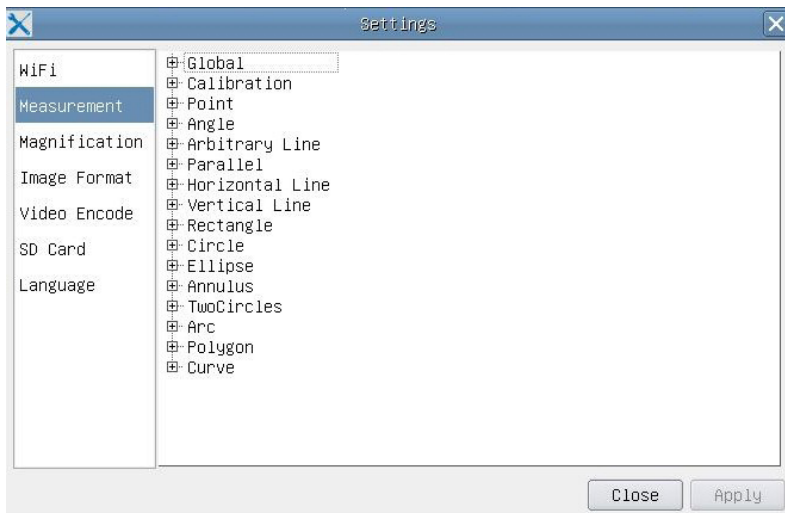 Settings
WiFi
Measurement
Magnification
Image Format
Video Encode
SD Card
Language
Global
Calibration
Point
Angle
Arbitrary Line
Parallel
Horizontal Line
Vertical Line
Rectangle
Circle
Ellipse
Annulus
TwoCircles
Arc
Polygon
Curve
Close
Apply